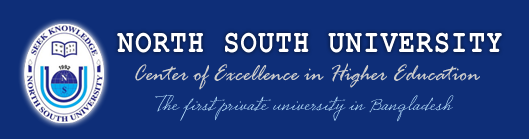 SEEK KNOWLEDGE
1992
N S
NORTH SOUTH UNIVERSITY
NORTH SOUTH UNIVERSITY
Center of Excellence in Higher Education
The first private university in Bangladesh